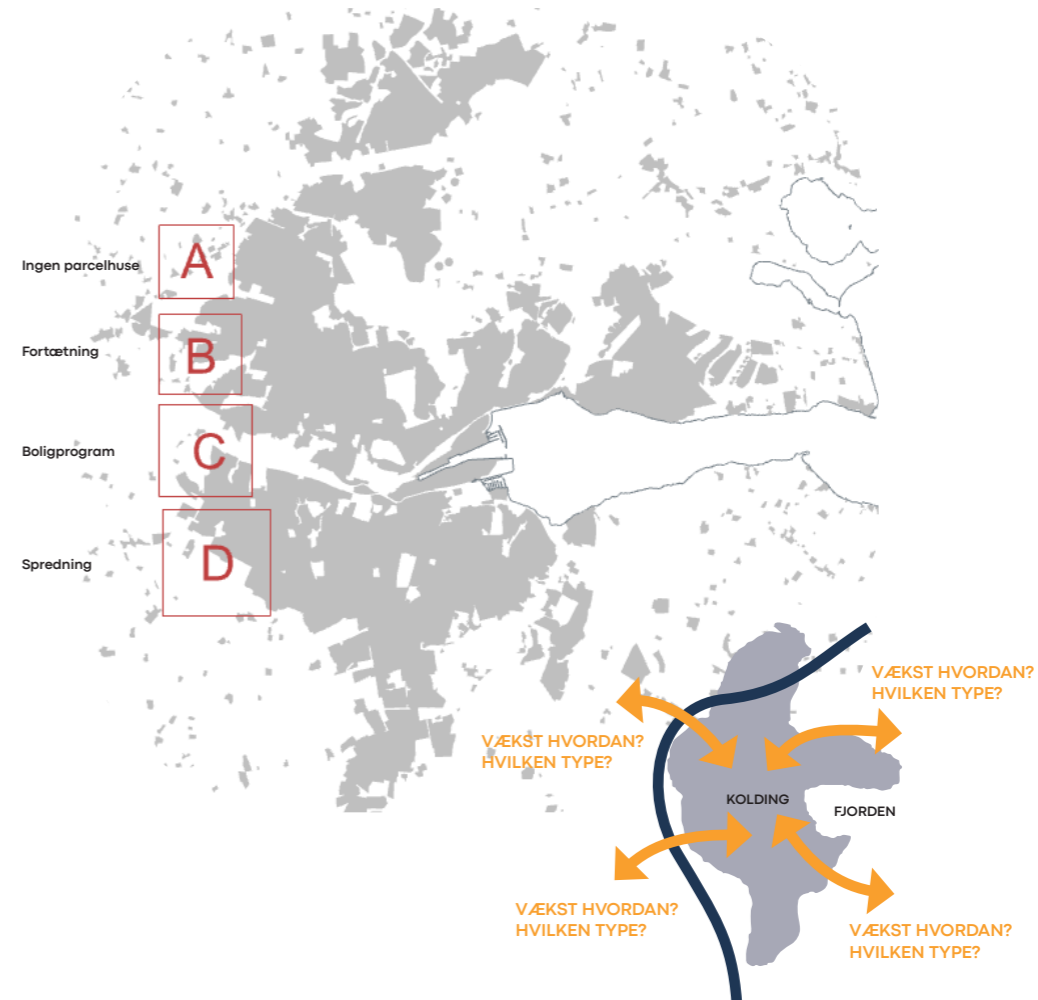 Ingen parcelhuse
A
Fortætning
B
Boligprogram
C
Spredning
D
VÆKST HVORDAN?
HVILKEN TYPE?
VÆKST HVORDAN?
HVILKEN TYPE?
KOLDING
FJORDEN
VÆKST HVORDAN?
HVILKEN TYPE?
VÆKST HVORDAN?
HVILKEN TYPE?